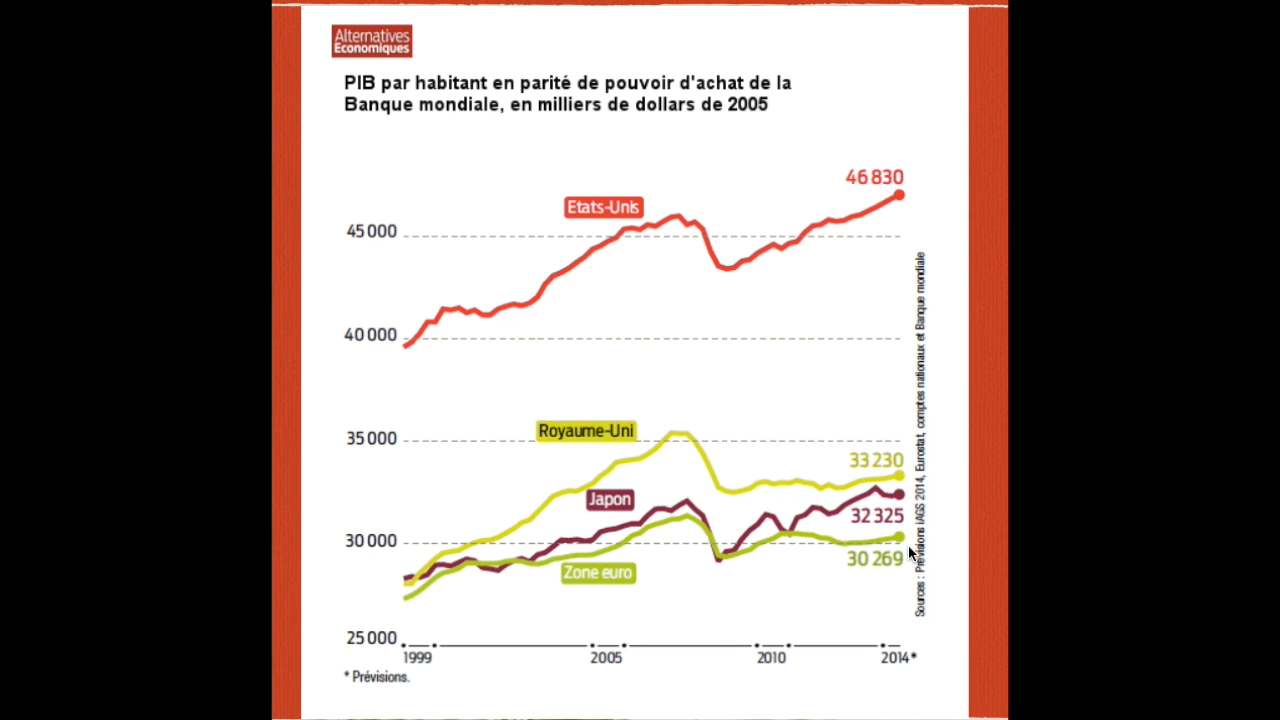 Alternatives
Economiques
PIB par habitant en parité de pouvoir d'achat de la
Banque mondiale, en milliers de dollars de 2005
46 830
Etats-Unis
45 000
40 000
Royaume-Uni
35 000
33 230
Japon
32 325
30 000
30 269
Zone euro
25 000
1999
2005
2010
2014*
* Prévisions.
Sources : Prévisions iAGS 2014, Eurostat, comptes nationaux et Banque mondiale